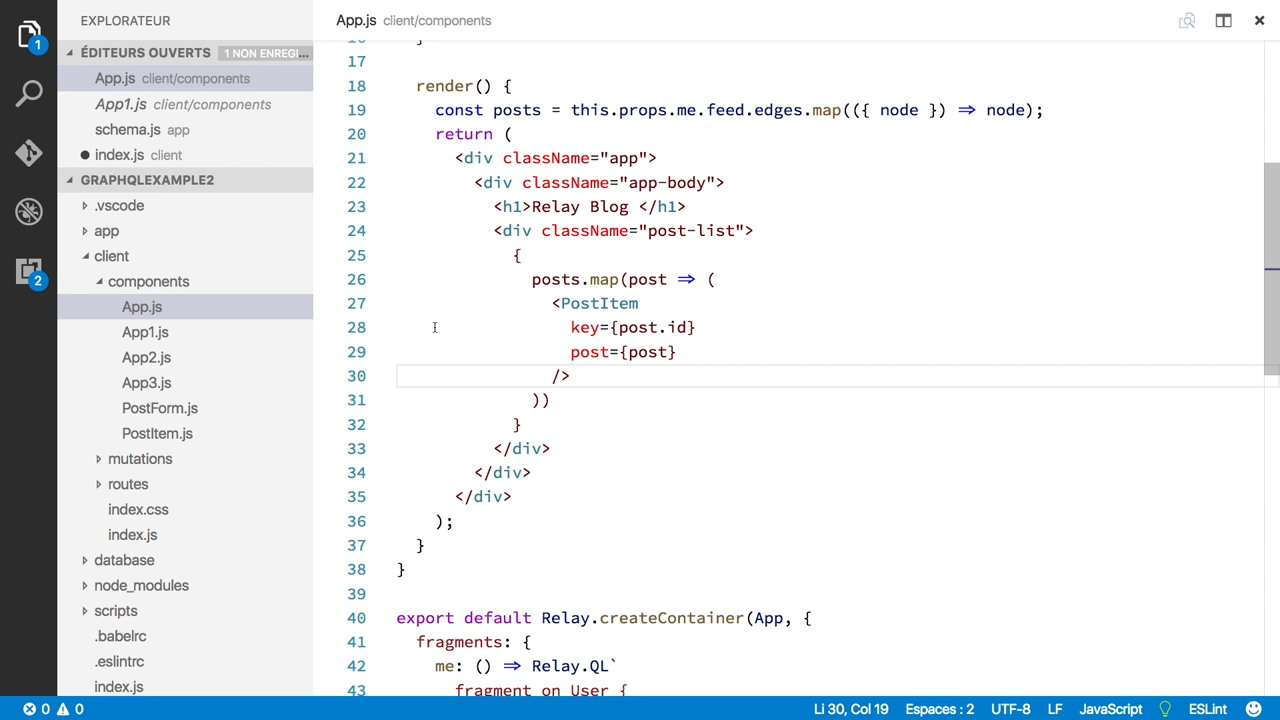 EXPLORATEUR
ÉDITEURS OUVERTS 1 NON ENREGI...
App.js client/components
App1.js client/components
schema.js app
index.js client
GRAPHQLEXAMPLE2
.vscode
app
client
components
App.js
App1.js
App2.js
App3.js
PostForm.js
PostItem.js
mutations
routes
index.css
index.js
database
node_modules
scripts
.babelrc
.eslintrc
index.js
1
2
App.js client/components
16 }
17
18 render() {
19 const posts = this.props.me.feed.edges.map(({ node }) => node);
20 return (
21 <div className="app">
22 <div className="app-body">
23 <h1>Relay Blog </h1>
24 <div className="post-list">
25 {
26 posts.map(post => (
27 <PostItem
28 key={post.id}
29 post={post}
30 />
31 ))
32 }
33 </div>
34 </div>
35 </div>
36 );
37 }
38 }
39
40 export default Relay.createContainer(App, {
41 fragments: {
42 me: () => Relay.QL`
43 fragment on User {
0 0 Li 30, Col 19 Espaces : 2 UTF-8 LF JavaScript ESLint